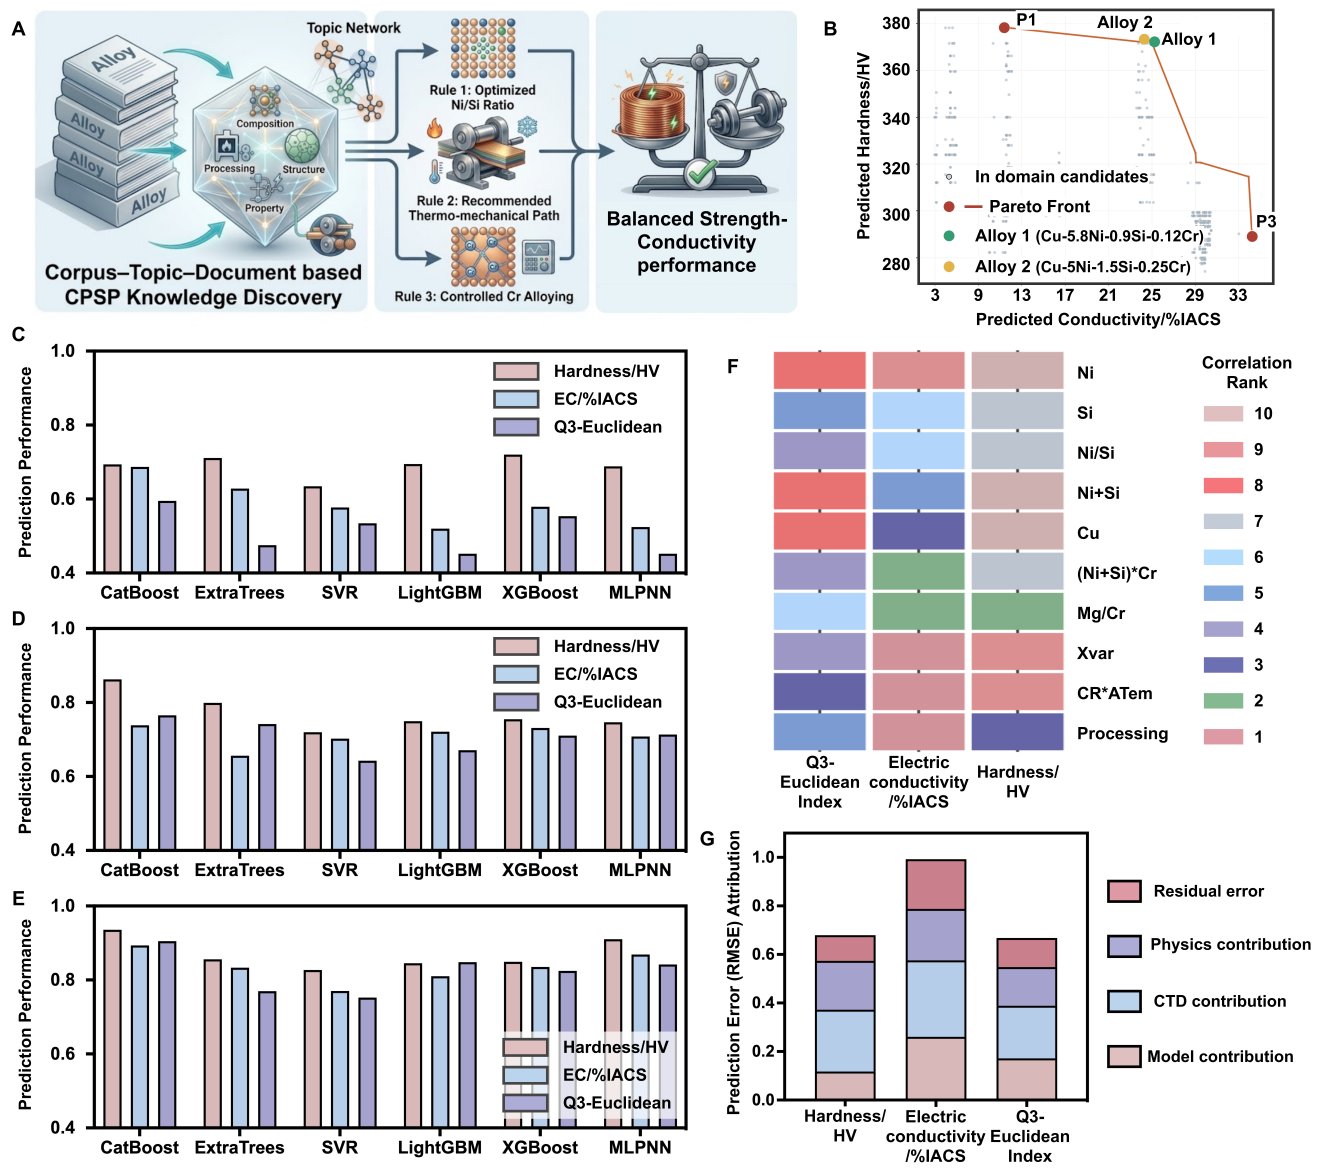 A
Alloy
Alloy
Alloy
Alloy
Topic Network
Composition
Processing
Structure
Property
Corpus–Topic–Document based
CPSP Knowledge Discovery
Rule 1: Optimized
Ni/Si Ratio
Rule 2: Recommended
Thermo-mechanical Path
Rule 3: Controlled Cr Alloying
Balanced Strength-
Conductivity
performance
B
Predicted Hardness/HV
380
360
340
320
300
280
P1
Alloy 2
Alloy 1
P3
In domain candidates
Pareto Front
Alloy 1 (Cu-5.8Ni-0.9Si-0.12Cr)
Alloy 2 (Cu-5Ni-1.5Si-0.25Cr)
3 9 13 17 21 25 29 33
Predicted Conductivity/%IACS
C
Prediction Performance
1.0
0.8
0.6
0.4
Hardness/HV
EC/%IACS
Q3-Euclidean
CatBoost ExtraTrees SVR LightGBM XGBoost MLPNN
D
Prediction Performance
1.0
0.8
0.6
0.4
Hardness/HV
EC/%IACS
Q3-Euclidean
CatBoost ExtraTrees SVR LightGBM XGBoost MLPNN
E
Prediction Performance
1.0
0.8
0.6
0.4
Hardness/HV
EC/%IACS
Q3-Euclidean
CatBoost ExtraTrees SVR LightGBM XGBoost MLPNN
F
Ni
Si
Ni/Si
Ni+Si
Cu
(Ni+Si)*Cr
Mg/Cr
Xvar
CR*ATem
Processing
Q3-
Euclidean
Index
Electric
conductivity
/%IACS
Hardness/
HV
Correlation
Rank
10
9
8
7
6
5
4
3
2
1
G
Prediction Error (RMSE) Attribution
1.0
0.8
0.6
0.4
0.2
0.0
Hardness/
HV
Electric
conductivity
/%IACS
Q3-
Euclidean
Index
Residual error
Physics contribution
CTD contribution
Model contribution